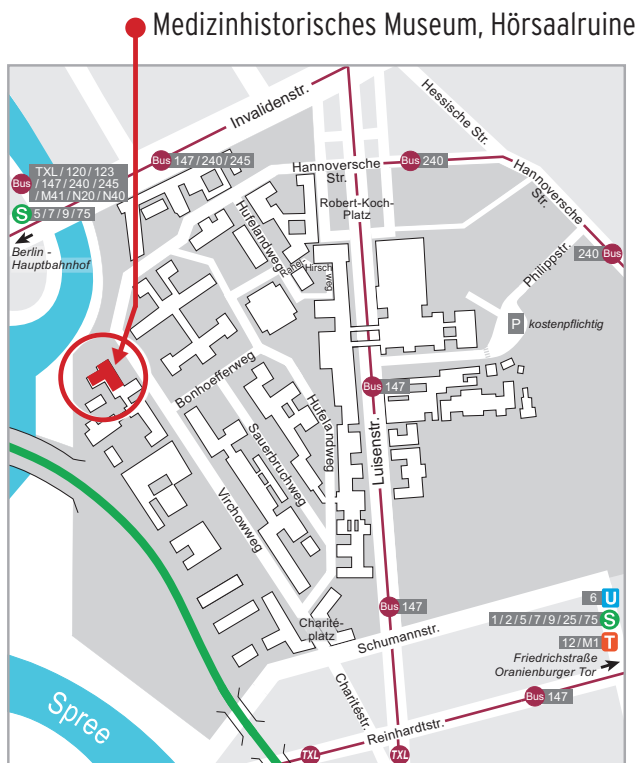 Medizinhistorisches Museum, Hörsaalruine
Invalidenstr.
Hessische Str.
Bus TXL / 120 / 123
/ 147 / 240 / 245
/ M41 / N20 / N40
S 5 / 7 / 9 / 75
Berlin -
Hauptbahnhof
Bus 147 / 240 / 245
Hannoversche
Str.
Bus 240
Hannoversche
Str.
Robert-Koch-
Platz
Philippstr.
240 Bus
Hufelandweg
Hirsch
weg
P kostenpflichtig
Bonhoefferweg
Bus 147
Sauerbruchweg
Hufelandweg
Luisenstr.
Virchowweg
6 U
Bus 147
1 / 2 / 5 / 7 / 9 / 25 / 75 S
Charité-
platz
Schumannstr.
12 / M1 T
Friedrichstraße
Oranienburger Tor
Spree
Charitéstr.
Bus 147
Reinhardtstr.
TXL
TXL